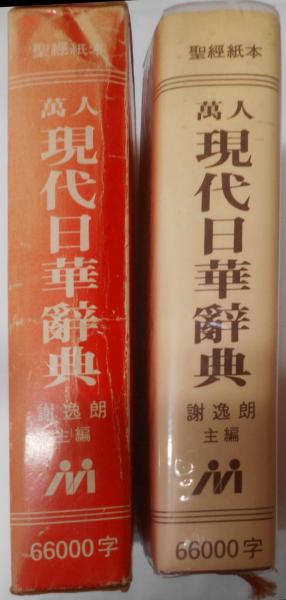 聖經紙本
萬人
現代日華辭典
謝逸朗
主編
66000字
聖經紙本
萬人
現代日華辭典
謝逸朗
主編
66000字